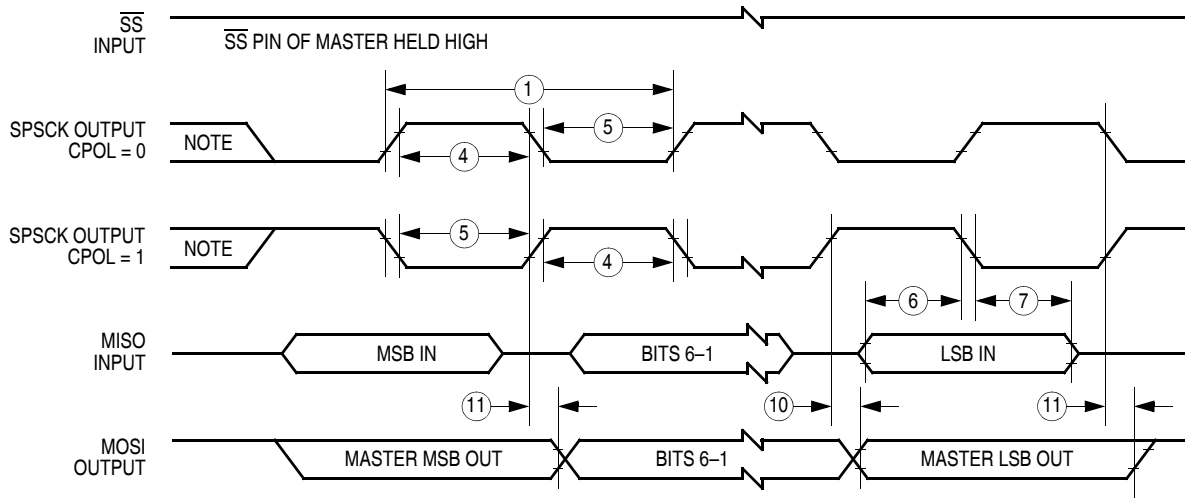 SS
INPUT
SS PIN OF MASTER HELD HIGH
1
SPSCK OUTPUT
CPOL = 0
NOTE
5
4
SPSCK OUTPUT
CPOL = 1
NOTE
5
4
6
7
MISO
INPUT
MSB IN
BITS 6–1
LSB IN
11
10
11
MOSI
OUTPUT
MASTER MSB OUT
BITS 6–1
MASTER LSB OUT